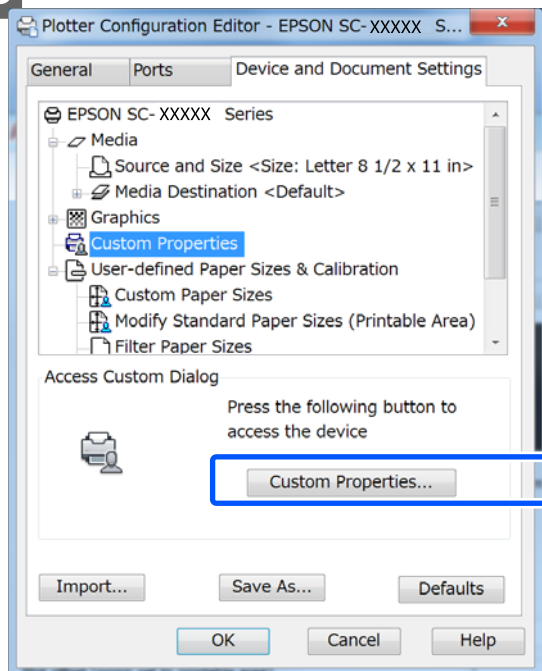 Plotter Configuration Editor - EPSON SC- XXXXX S...
General Ports Device and Document Settings
EPSON SC- XXXXX Series
Media
Source and Size <Size: Letter 8 1/2 x 11 in>
Media Destination <Default>
Graphics
Custom Properties
User-defined Paper Sizes & Calibration
Custom Paper Sizes
Modify Standard Paper Sizes (Printable Area)
Filter Paper Sizes
Access Custom Dialog
Press the following button to
access the device
Custom Properties...
Import... Save As... Defaults
OK Cancel Help